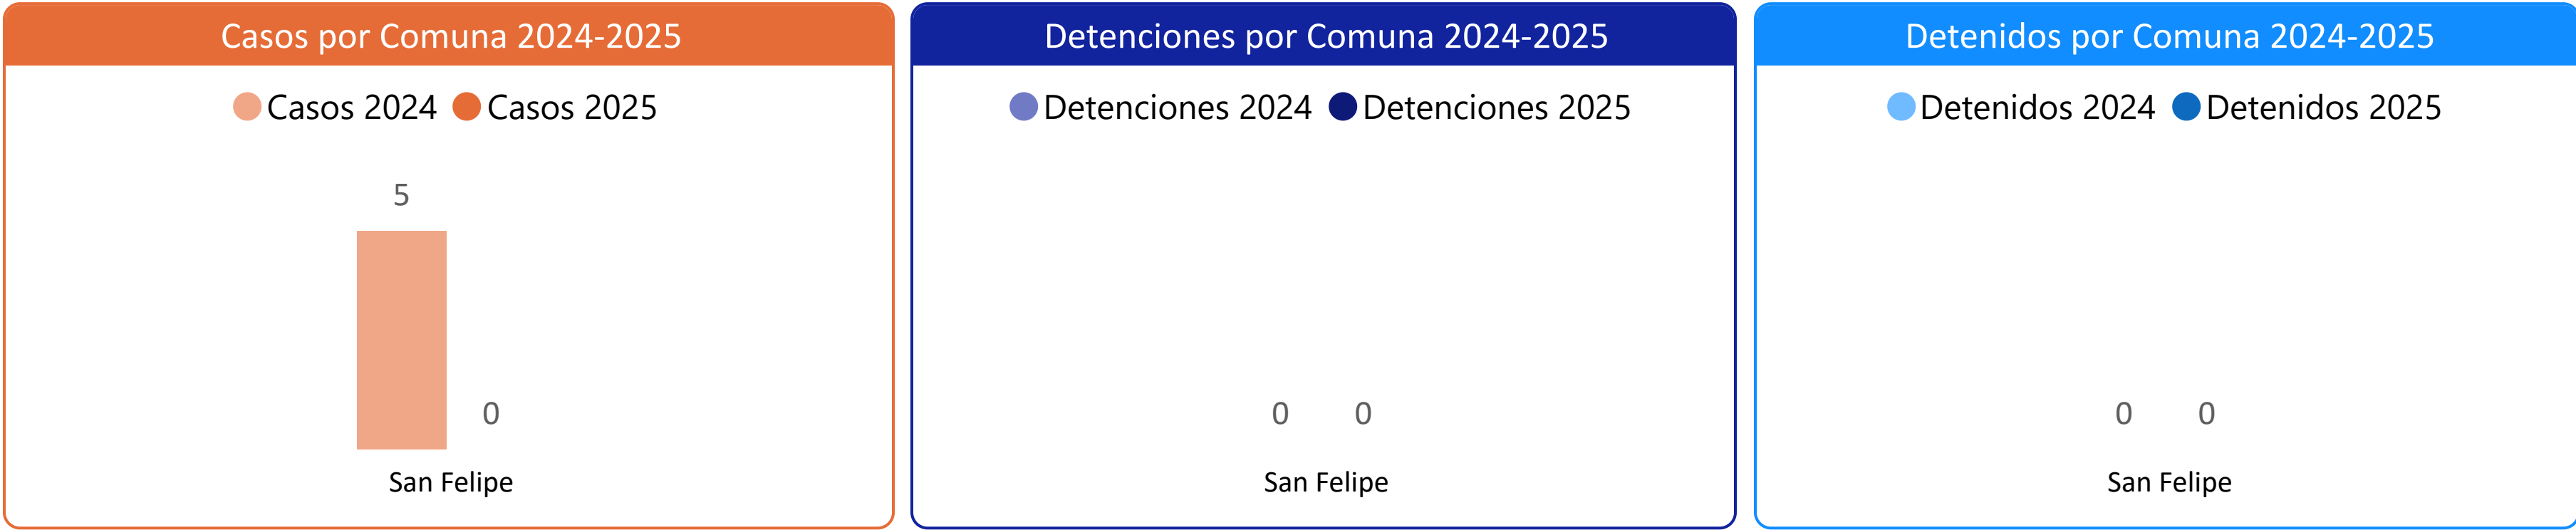 Casos por Comuna 2024-2025
Casos 2024 Casos 2025
5
0
San Felipe
Detenciones por Comuna 2024-2025
Detenciones 2024 Detenciones 2025
0 0
San Felipe
Detenidos por Comuna 2024-2025
Detenidos 2024 Detenidos 2025
0 0
San Felipe